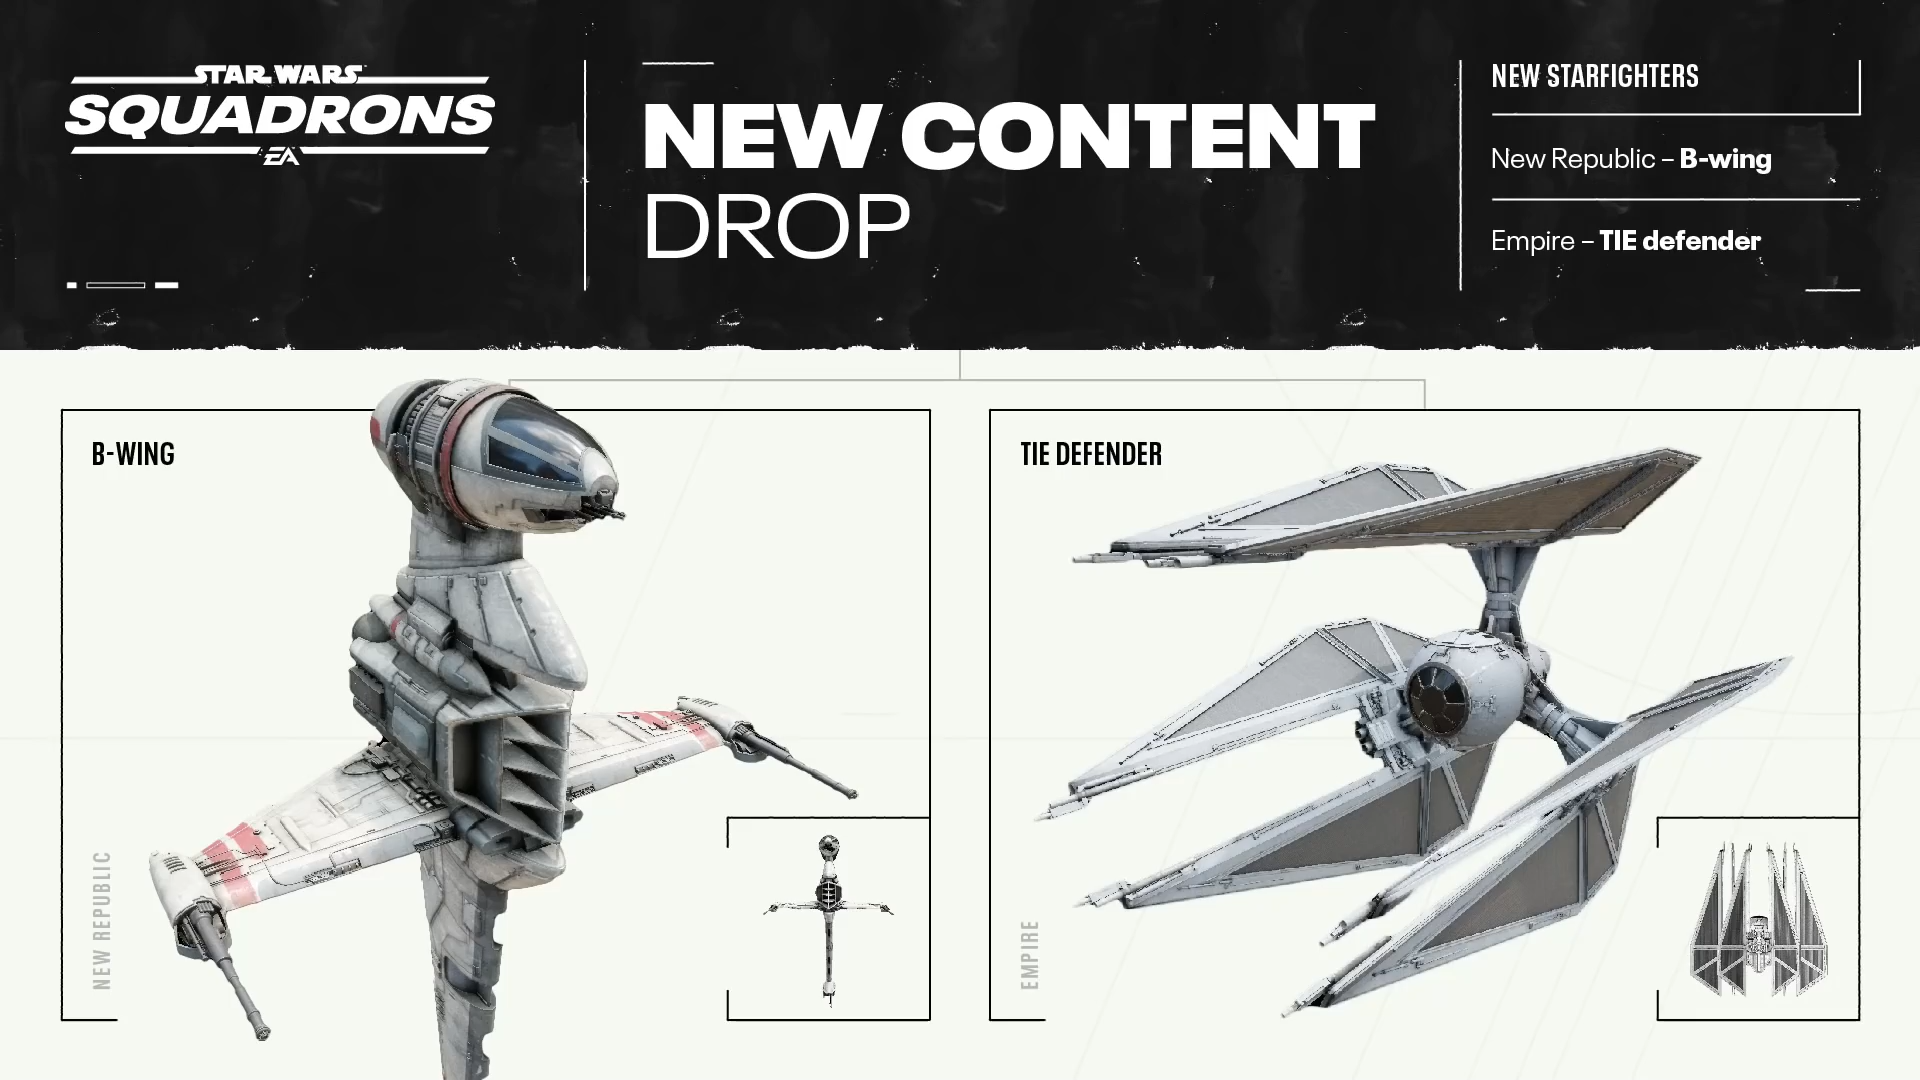 STAR WARS
SQUADRONS
EA
NEW CONTENT
DROP
NEW STARFIGHTERS
New Republic – B-wing
Empire – TIE defender
B-WING
NEW REPUBLIC
TIE DEFENDER
EMPIRE